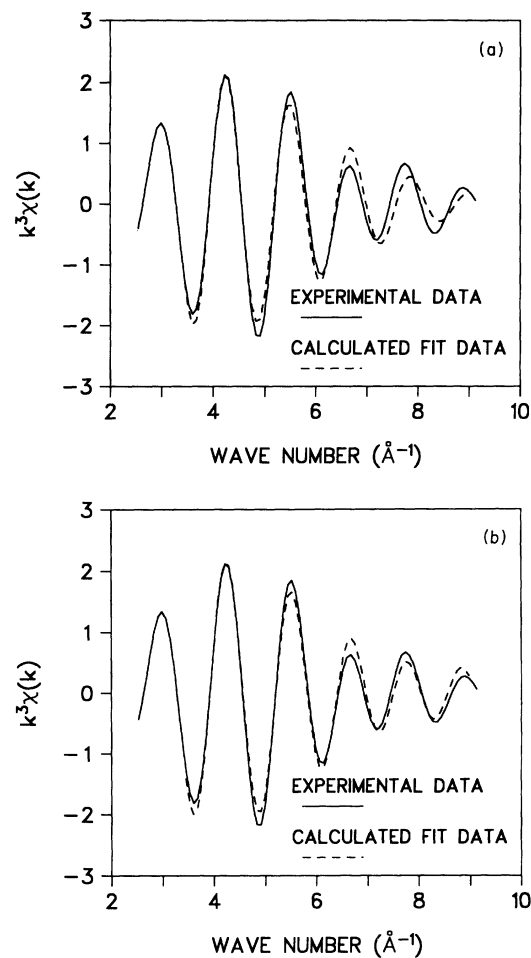 (a)
3
2
1
0
−1
−2
−3
k³χ(k)
EXPERIMENTAL DATA
CALCULATED FIT DATA
2 4 6 8 10
WAVE NUMBER (Å⁻¹)
(b)
3
2
1
0
−1
−2
−3
k³χ(k)
EXPERIMENTAL DATA
CALCULATED FIT DATA
2 4 6 8 10
WAVE NUMBER (Å⁻¹)